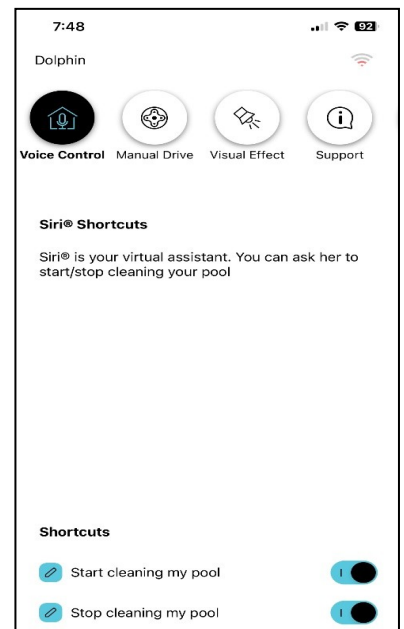 7:48
92
Dolphin
Voice Control
Manual Drive
Visual Effect
Support
Siri® Shortcuts
Siri® is your virtual assistant. You can ask her to
start/stop cleaning your pool
Shortcuts
Start cleaning my pool
Stop cleaning my pool